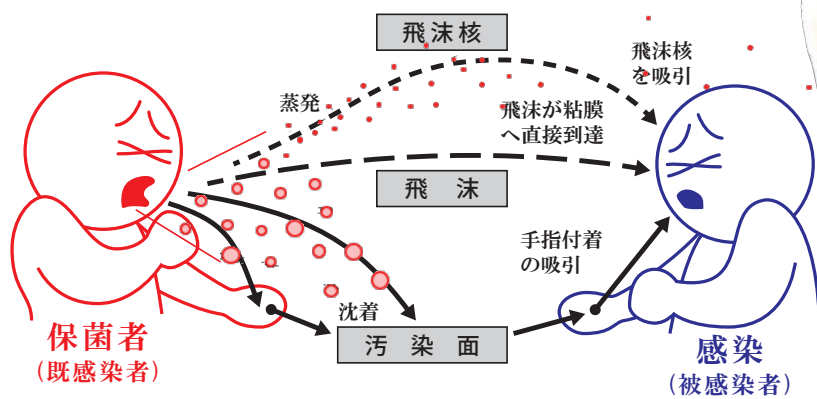 飛沫核
飛沫核
を吸引
蒸発
飛沫が粘膜
へ直接到達
飛 沫
手指付着
の吸引
沈着
汚 染 面
保菌者
(既感染者)
感染
(被感染者)